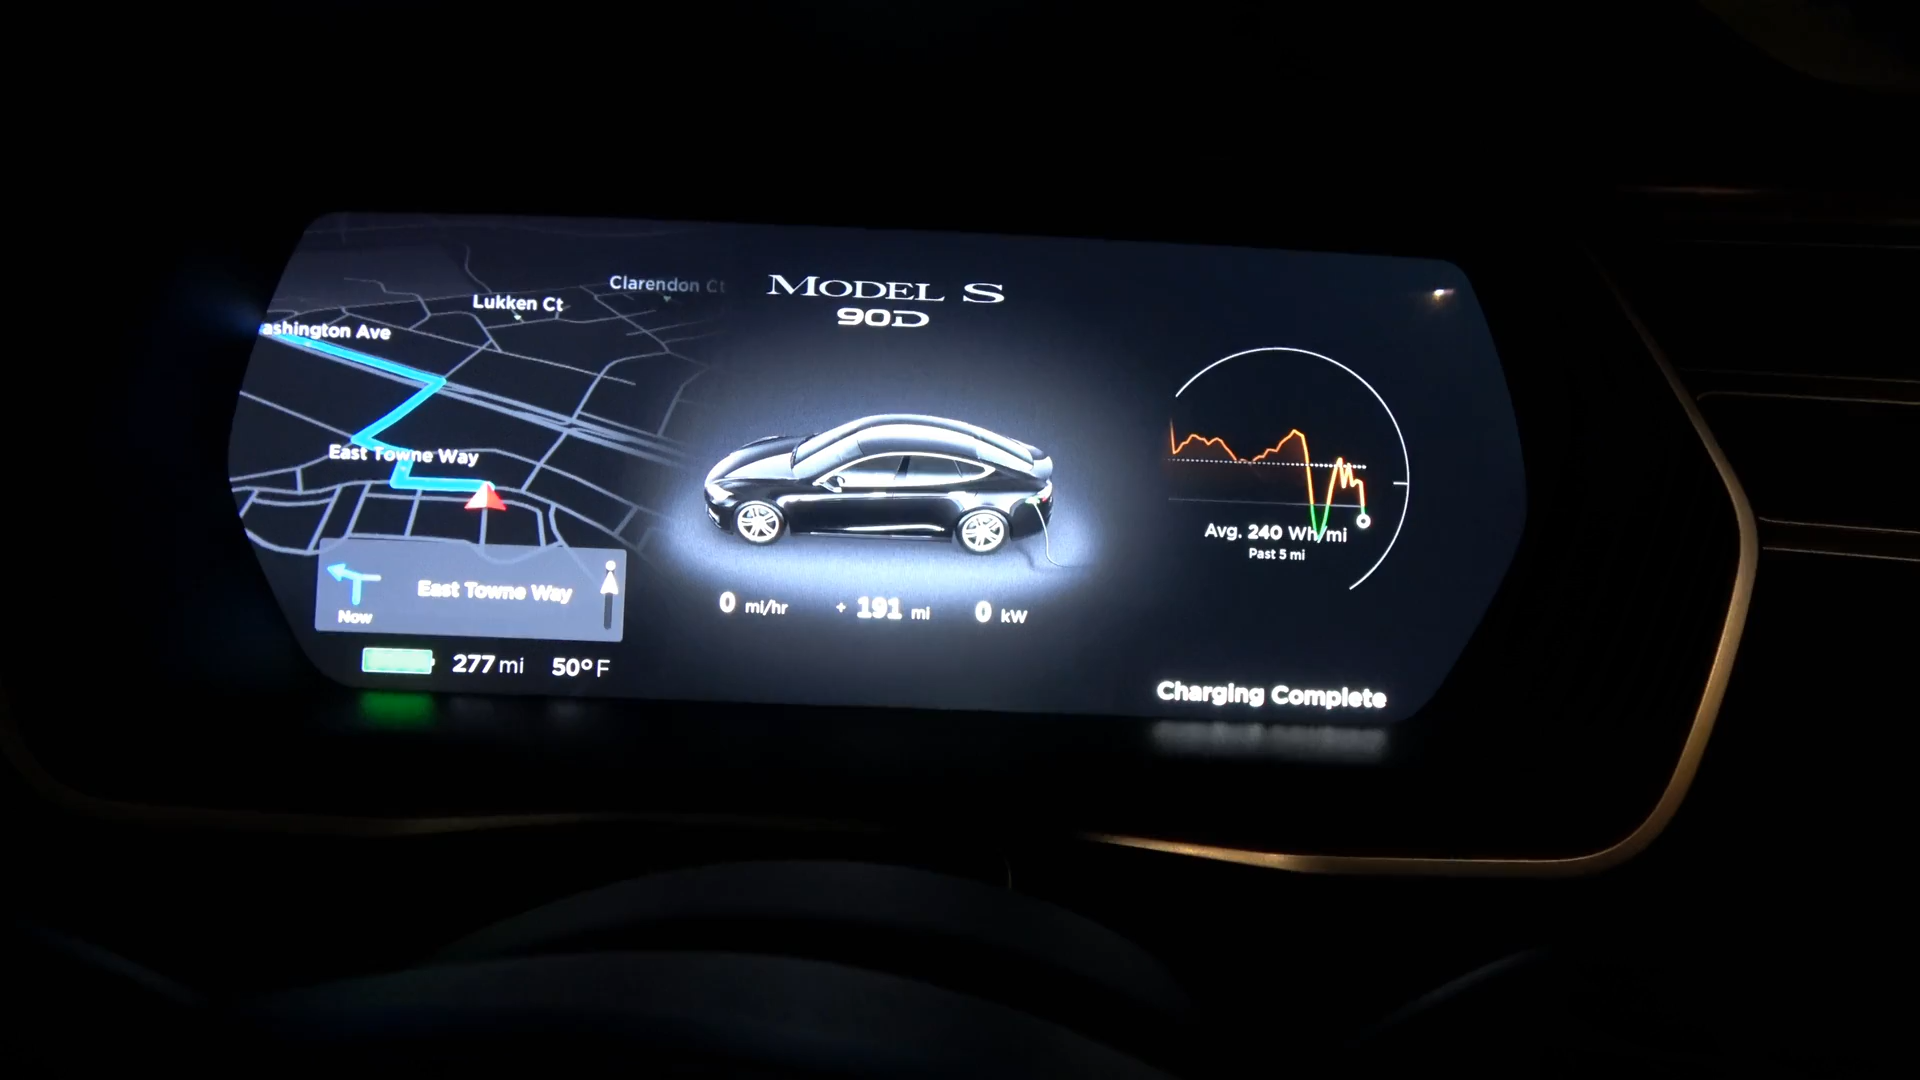 Clarendon Ct
Lukken Ct
ashington Ave
East Towne Way
Now
East Towne Way
277 mi 50° F
MODEL S
90D
0 mi/hr + 191 mi 0 kW
Avg. 240 Wh/mi
Past 5 mi
Charging Complete